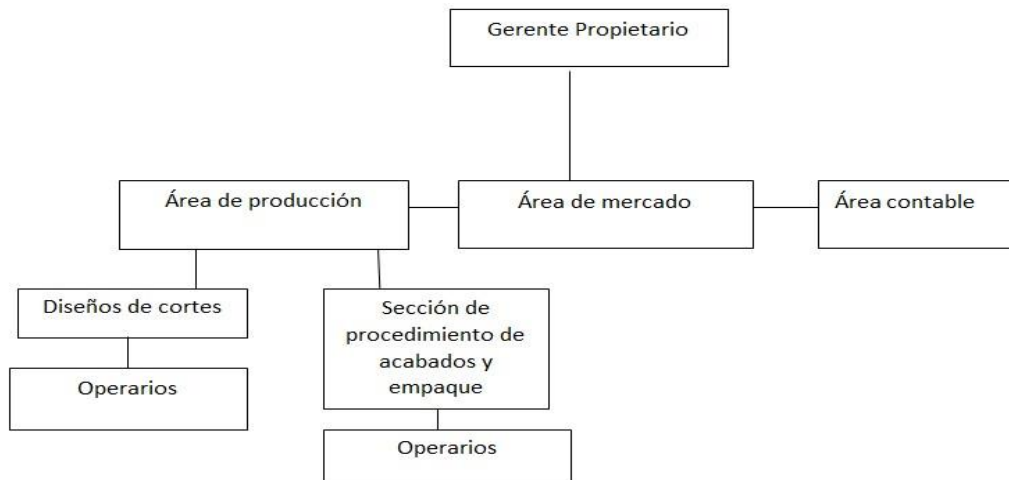 Gerente Propietario
Área de producción
Área de mercado
Área contable
Diseños de cortes
Operarios
Sección de
procedimiento de
acabados y
empaque
Operarios